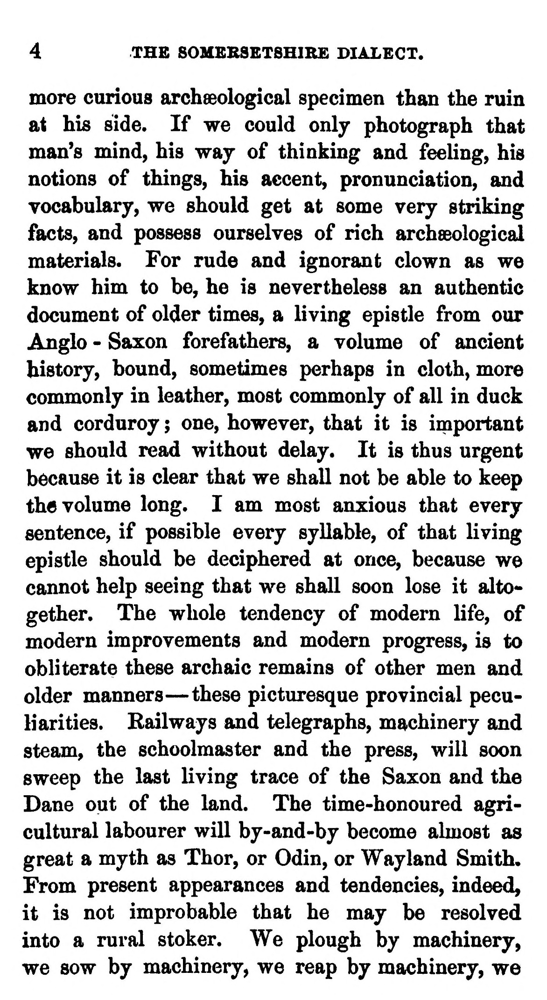 4 THE SOMERSETSHIRE DIALECT.
more curious archæological specimen than the ruin
at his side. If we could only photograph that
man's mind, his way of thinking and feeling, his
notions of things, his accent, pronunciation, and
vocabulary, we should get at some very striking
facts, and possess ourselves of rich archæological
materials. For rude and ignorant clown as we
know him to be, he is nevertheless an authentic
document of older times, a living epistle from our
Anglo-Saxon forefathers, a volume of ancient
history, bound, sometimes perhaps in cloth, more
commonly in leather, most commonly of all in duck
and corduroy; one, however, that it is important
we should read without delay. It is thus urgent
because it is clear that we shall not be able to keep
the volume long. I am most anxious that every
sentence, if possible every syllable, of that living
epistle should be deciphered at once, because we
cannot help seeing that we shall soon lose it alto-
gether. The whole tendency of modern life, of
modern improvements and modern progress, is to
obliterate these archaic remains of other men and
older manners—these picturesque provincial pecu-
liarities. Railways and telegraphs, machinery and
steam, the schoolmaster and the press, will soon
sweep the last living trace of the Saxon and the
Dane out of the land. The time-honoured agri-
cultural labourer will by-and-by become almost as
great a myth as Thor, or Odin, or Wayland Smith.
From present appearances and tendencies, indeed,
it is not improbable that he may be resolved
into a rural stoker. We plough by machinery,
we sow by machinery, we reap by machinery, we